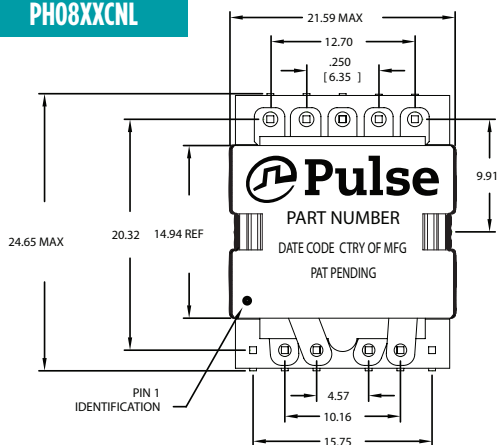 PH08XXCNL
21.59 MAX
12.70
.250
[ 6.35 ]
9.91
24.65 MAX
20.32
14.94 REF
Pulse
PART NUMBER
DATE CODE CTRY OF MFG
PAT PENDING
PIN 1
IDENTIFICATION
4.57
10.16
15.75